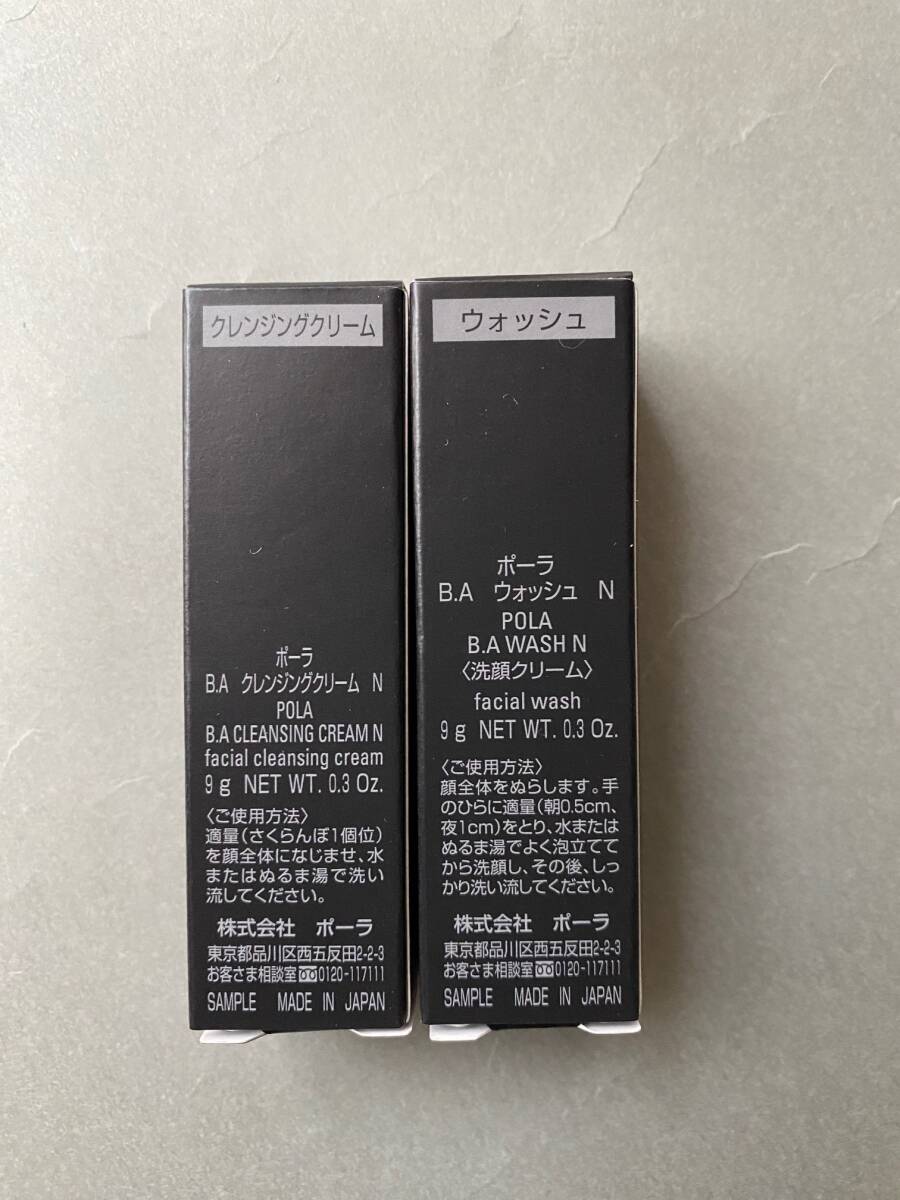 クレンジングクリーム
ポーラ
B.A クレンジングクリーム N
POLA
B.A CLEANSING CREAM N
facial cleansing cream
9 g NET WT. 0.3 Oz.
〈ご使用方法〉
適量(さくらんぼ1個位)
を顔全体になじませ、水
またはぬるま湯で洗い
流してください。
株式会社 ポーラ
東京都品川区西五反田2-2-3
お客さま相談室 0120-117111
SAMPLE MADE IN JAPAN
ウォッシュ
ポーラ
B.A ウォッシュ N
POLA
B.A WASH N
〈洗顔クリーム〉
facial wash
9 g NET WT. 0.3 Oz.
〈ご使用方法〉
顔全体をぬらします。手
のひらに適量(朝0.5cm、
夜1cm)をとり、水または
ぬるま湯でよく泡立てて
から洗顔し、その後、しっ
かり洗い流してください。
株式会社 ポーラ
東京都品川区西五反田2-2-3
お客さま相談室 0120-117111
SAMPLE MADE IN JAPAN